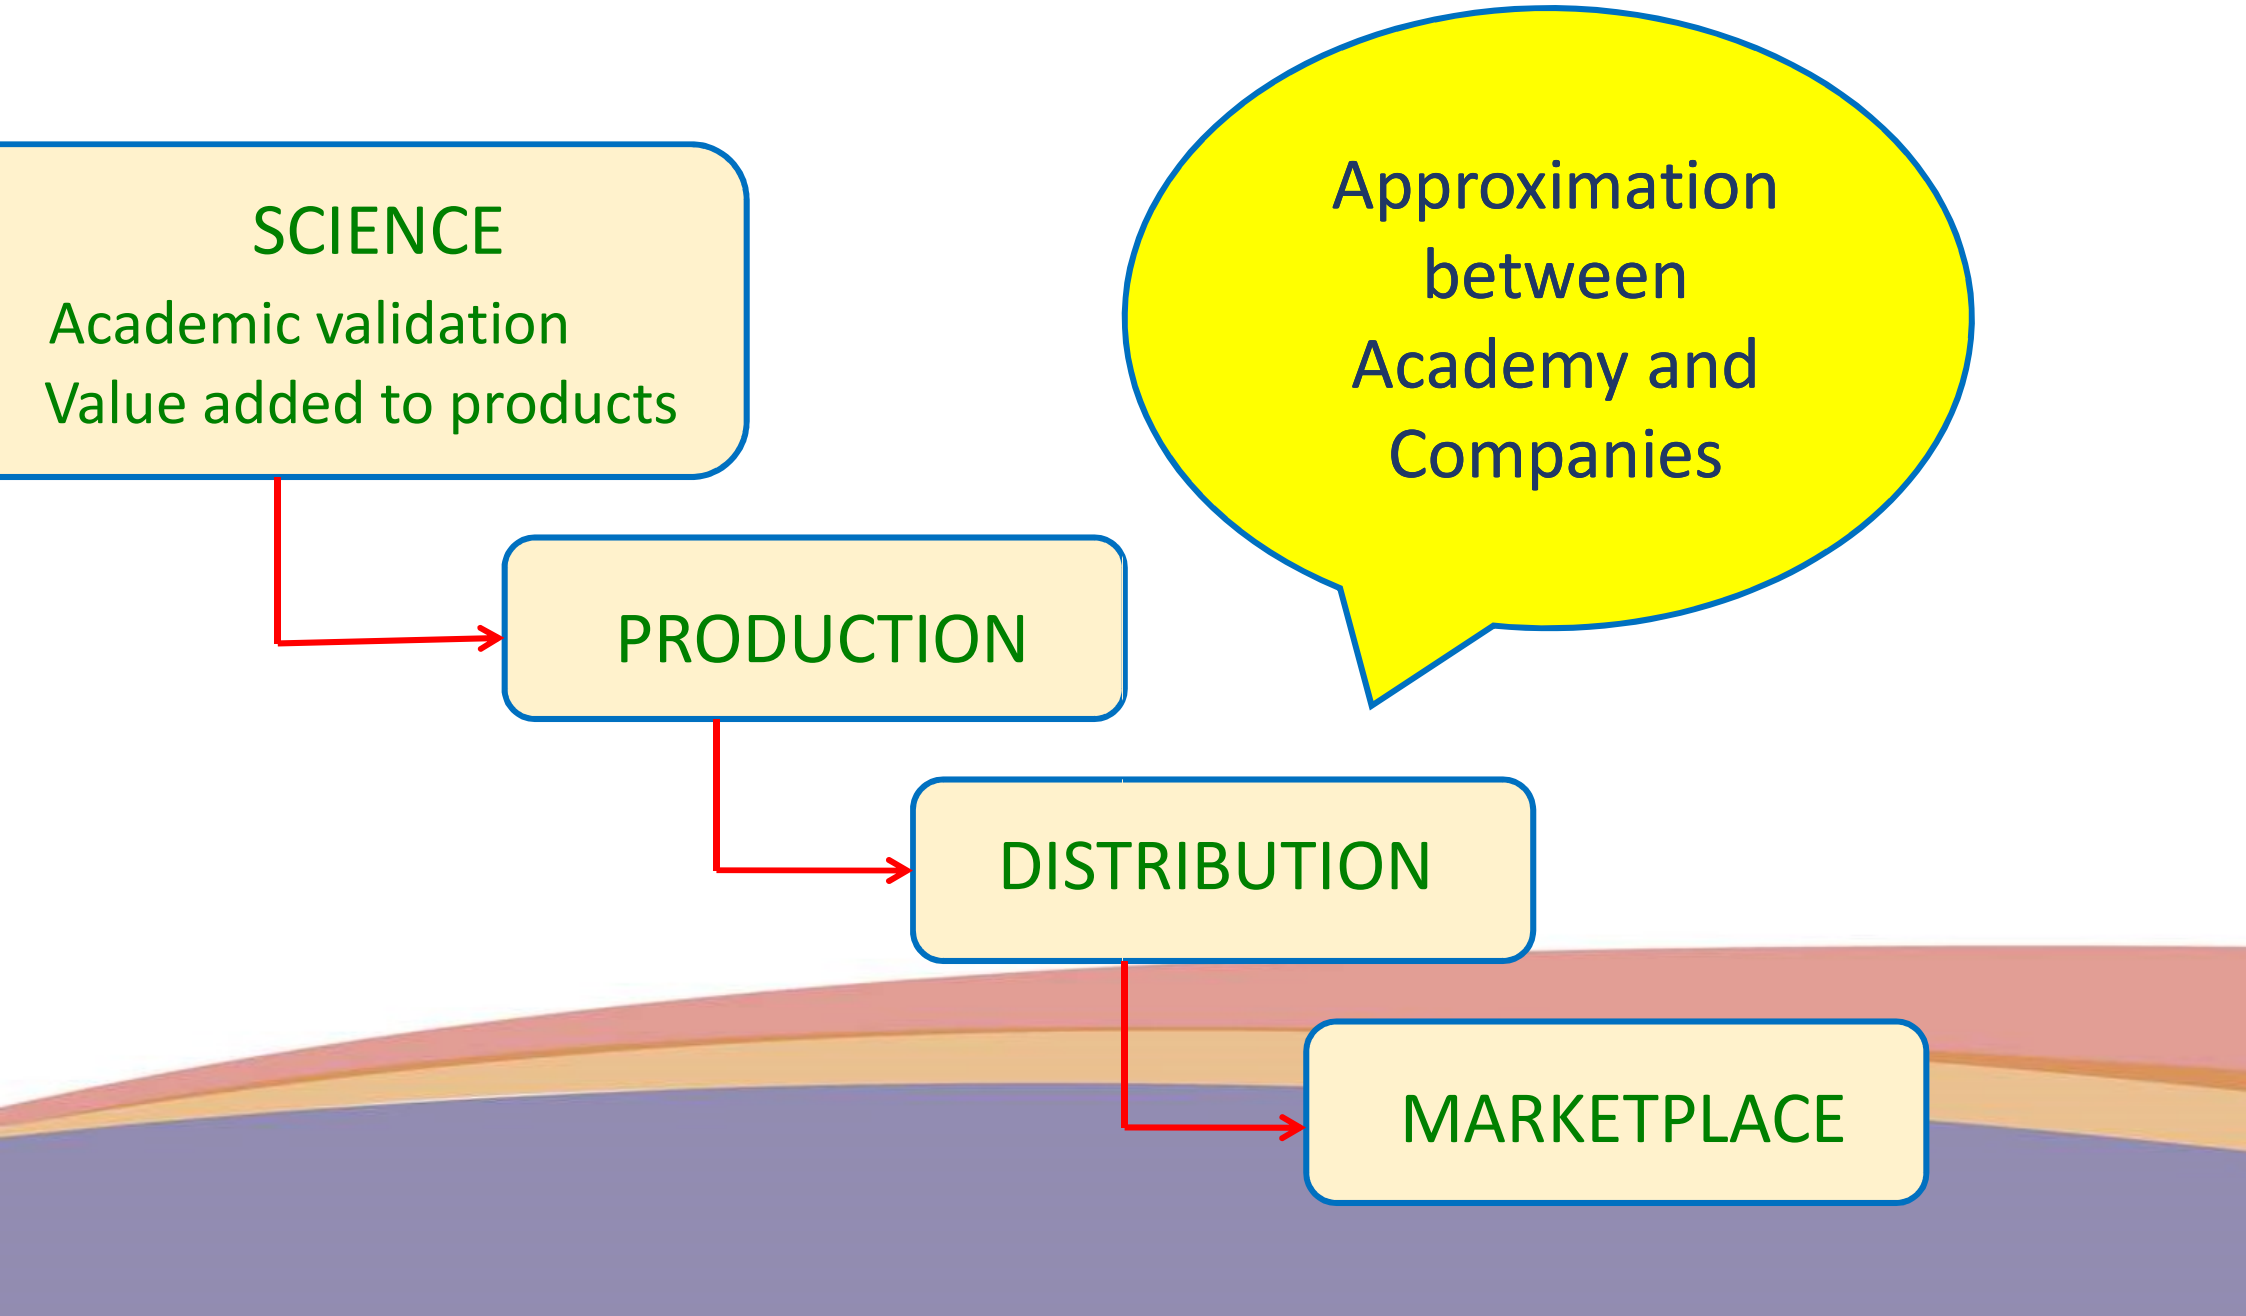 SCIENCE
Academic validation
Value added to products
Approximation
between
Academy and
Companies
PRODUCTION
DISTRIBUTION
MARKETPLACE